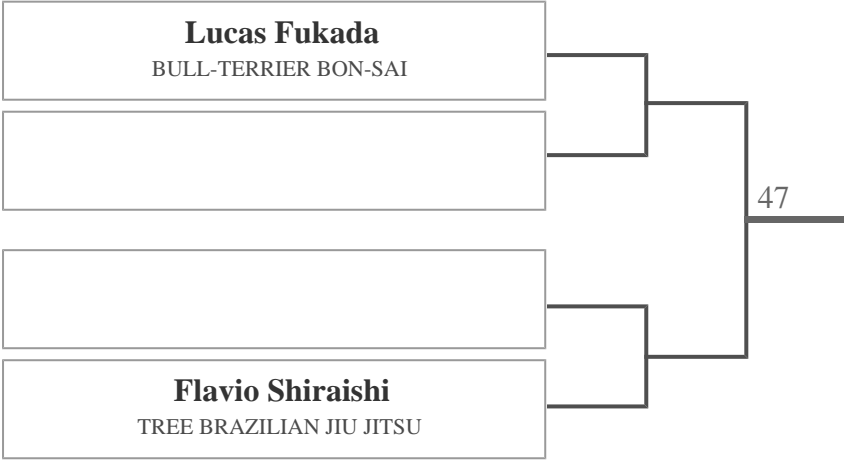 Lucas Fukada
BULL-TERRIER BON-SAI
47
Flavio Shiraishi
TREE BRAZILIAN JIU JITSU